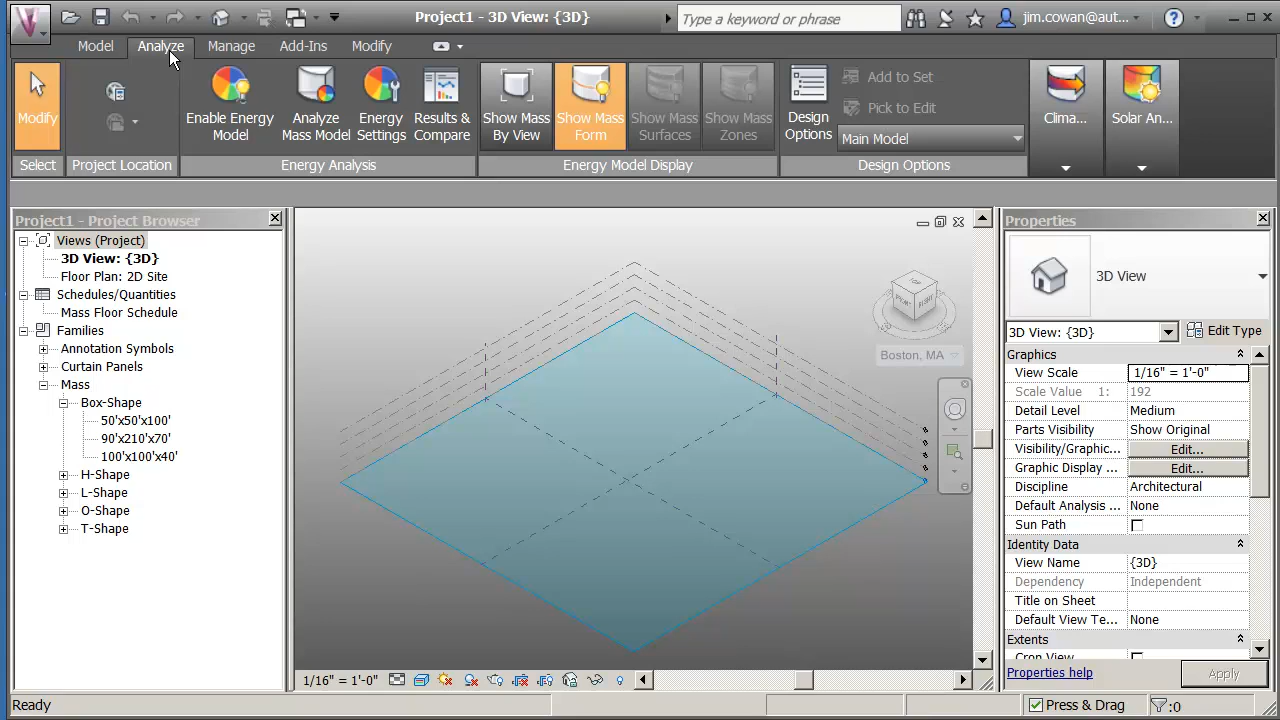 Project1 - 3D View: {3D}
Type a keyword or phrase
jim.cowan@aut...
Model
Analyze
Manage
Add-Ins
Modify
Modify
Enable Energy
Model
Analyze
Mass Model
Energy
Settings
Results &
Compare
Show Mass
By View
Show Mass
Form
Show Mass
Surfaces
Show Mass
Zones
Design
Options
Add to Set
Pick to Edit
Main Model
Clima...
Solar An...
Select
Project Location
Energy Analysis
Energy Model Display
Design Options
Project1 - Project Browser
Views (Project)
3D View: {3D}
Floor Plan: 2D Site
Schedules/Quantities
Mass Floor Schedule
Families
Annotation Symbols
Curtain Panels
Mass
Box-Shape
50'x50'x100'
90'x210'x70'
100'x100'x40'
H-Shape
L-Shape
O-Shape
T-Shape
TOP
FRONT
RIGHT
Boston, MA
Properties
3D View
3D View: {3D}
Edit Type
Graphics
View Scale 1/16" = 1'-0"
Scale Value 1: 192
Detail Level Medium
Parts Visibility Show Original
Visibility/Graphic... Edit...
Graphic Display ... Edit...
Discipline Architectural
Default Analysis ... None
Sun Path
Identity Data
View Name {3D}
Dependency Independent
Title on Sheet
Default View Te... None
Extents
Crop View
Properties help
Apply
1/16" = 1'-0"
Ready
Press & Drag
:0